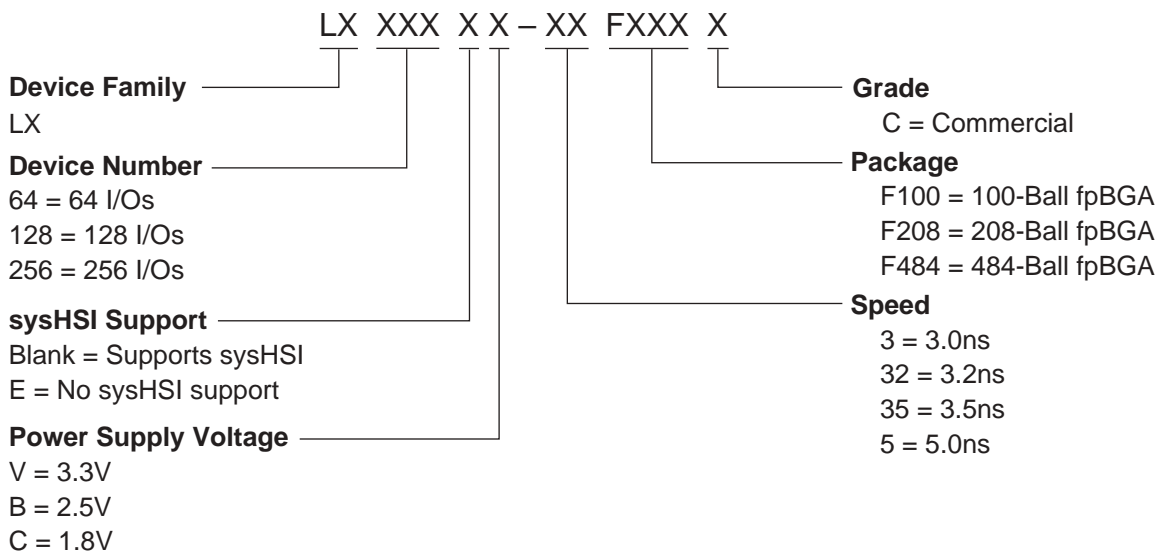 LX XXX X X – XX FXXX X
Device Family
LX
Device Number
64 = 64 I/Os
128 = 128 I/Os
256 = 256 I/Os
sysHSI Support
Blank = Supports sysHSI
E = No sysHSI support
Power Supply Voltage
V = 3.3V
B = 2.5V
C = 1.8V
Grade
C = Commercial
Package
F100 = 100-Ball fpBGA
F208 = 208-Ball fpBGA
F484 = 484-Ball fpBGA
Speed
3 = 3.0ns
32 = 3.2ns
35 = 3.5ns
5 = 5.0ns